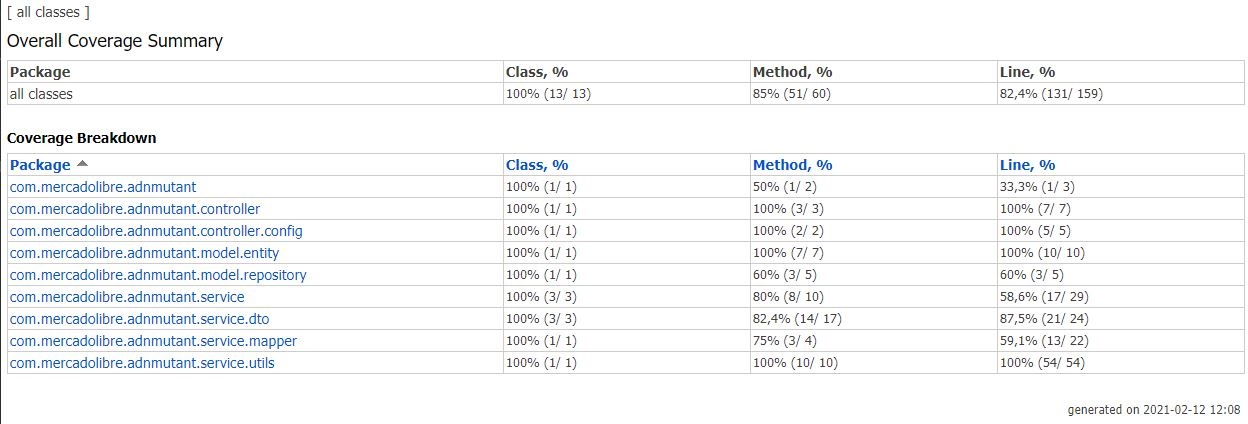 [ all classes ]
Overall Coverage Summary
Package Class, % Method, % Line, %
all classes 100% (13/ 13) 85% (51/ 60) 82,4% (131/ 159)
Coverage Breakdown
Package Class, % Method, % Line, %
com.mercadolibre.adnmutant 100% (1/ 1) 50% (1/ 2) 33,3% (1/ 3)
com.mercadolibre.adnmutant.controller 100% (1/ 1) 100% (3/ 3) 100% (7/ 7)
com.mercadolibre.adnmutant.controller.config 100% (1/ 1) 100% (2/ 2) 100% (5/ 5)
com.mercadolibre.adnmutant.model.entity 100% (1/ 1) 100% (7/ 7) 100% (10/ 10)
com.mercadolibre.adnmutant.model.repository 100% (1/ 1) 60% (3/ 5) 60% (3/ 5)
com.mercadolibre.adnmutant.service 100% (3/ 3) 80% (8/ 10) 58,6% (17/ 29)
com.mercadolibre.adnmutant.service.dto 100% (3/ 3) 82,4% (14/ 17) 87,5% (21/ 24)
com.mercadolibre.adnmutant.service.mapper 100% (1/ 1) 75% (3/ 4) 59,1% (13/ 22)
com.mercadolibre.adnmutant.service.utils 100% (1/ 1) 100% (10/ 10) 100% (54/ 54)
generated on 2021-02-12 12:08